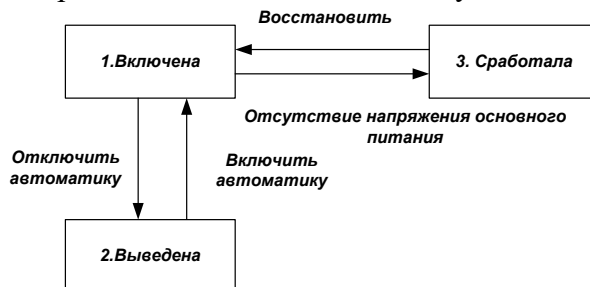 Восстановить
1.Включена
3. Сработала
Отсутствие напряжения основного
питания
Отключить
автоматику
Включить
автоматику
2.Выведена